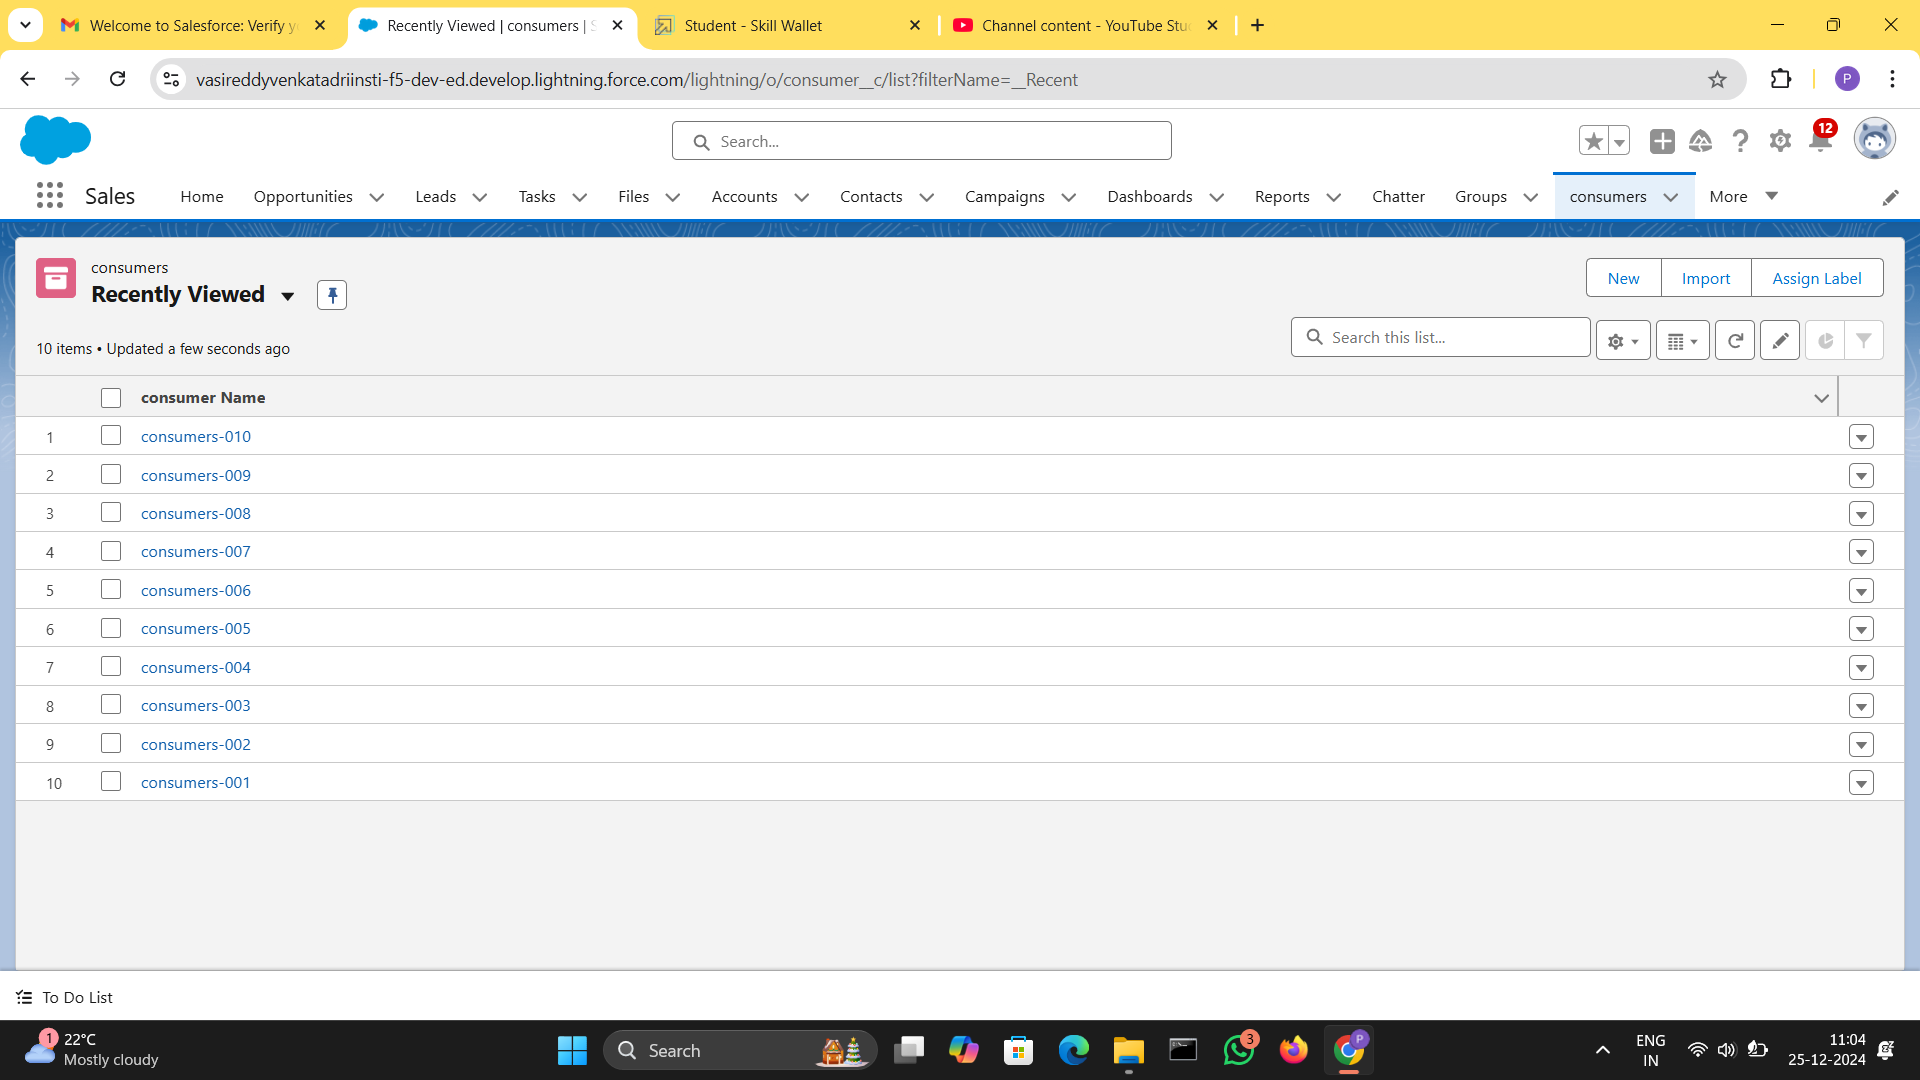 Welcome to Salesforce: Verify y
Recently Viewed | consumers | S
Student - Skill Wallet
Channel content - YouTube Stu
vasireddyvenkatadriinsti-f5-dev-ed.develop.lightning.force.com/lightning/o/consumer__c/list?filterName=__Recent
P
Search...
12
Sales
Home
Opportunities
Leads
Tasks
Files
Accounts
Contacts
Campaigns
Dashboards
Reports
Chatter
Groups
consumers
More
consumers
Recently Viewed
New
Import
Assign Label
10 items • Updated a few seconds ago
Search this list...
consumer Name
1 consumers-010
2 consumers-009
3 consumers-008
4 consumers-007
5 consumers-006
6 consumers-005
7 consumers-004
8 consumers-003
9 consumers-002
10 consumers-001
To Do List
1
22°C
Mostly cloudy
Search
3
P
ENG
IN
11:04
25-12-2024